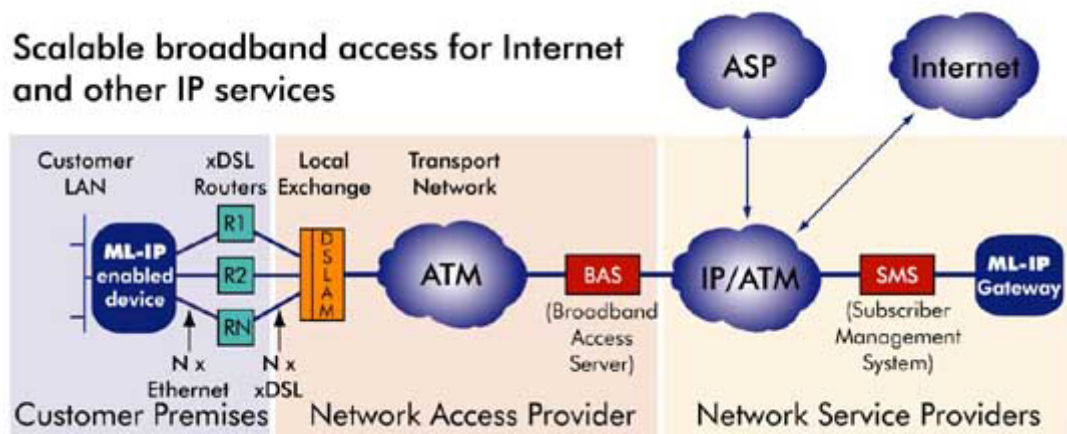 Scalable broadband access for Internet
and other IP services
ASP
Internet
Customer
LAN
xDSL
Routers
Local
Exchange
Transport
Network
ML-IP
enabled
device
R1
R2
RN
DSLAM
ATM
BAS
(Broadband
Access
Server)
IP/ATM
SMS
(Subscriber
Management
System)
ML-IP
Gateway
N x
Ethernet
N x
xDSL
Customer Premises
Network Access Provider
Network Service Providers